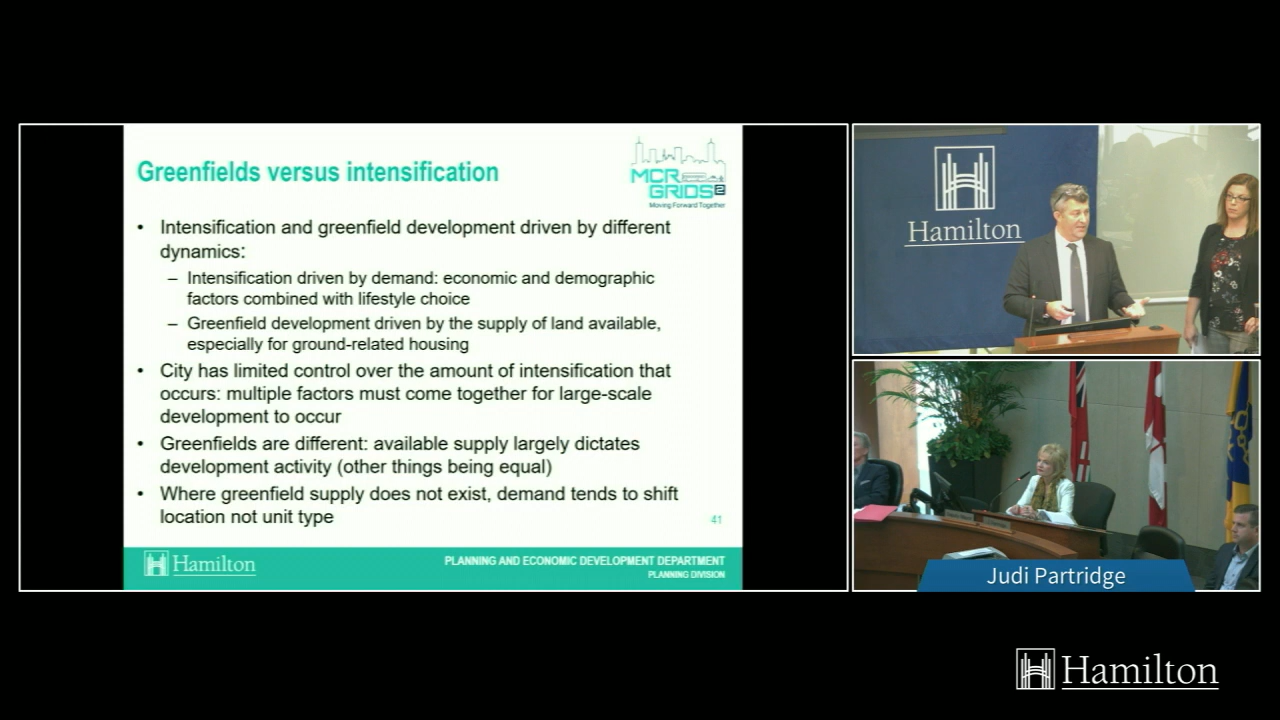 Greenfields versus intensification
MCR
GRIDS2
Moving Forward Together
• Intensification and greenfield development driven by different
dynamics:
– Intensification driven by demand: economic and demographic
factors combined with lifestyle choice
– Greenfield development driven by the supply of land available,
especially for ground-related housing
• City has limited control over the amount of intensification that
occurs: multiple factors must come together for large-scale
development to occur
• Greenfields are different: available supply largely dictates
development activity (other things being equal)
• Where greenfield supply does not exist, demand tends to shift
location not unit type
41
Hamilton
PLANNING AND ECONOMIC DEVELOPMENT DEPARTMENT
PLANNING DIVISION
Hamilton
Judi Partridge
Hamilton